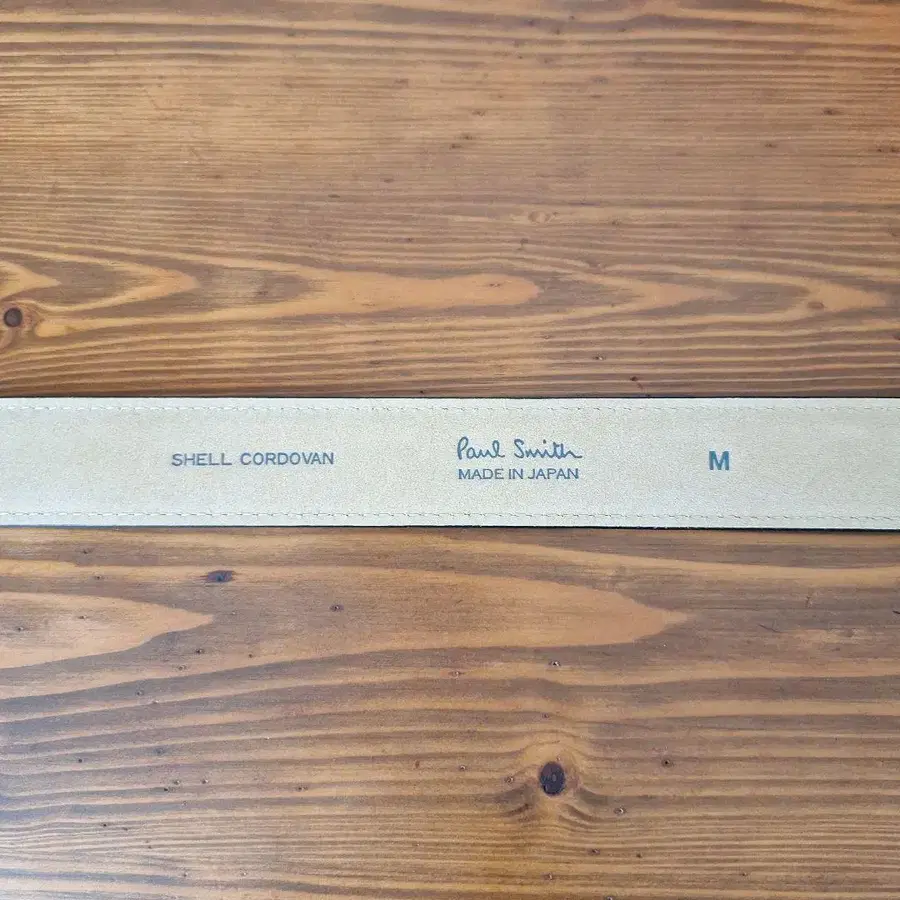 SHELL CORDOVAN
Paul Smith
MADE IN JAPAN
M